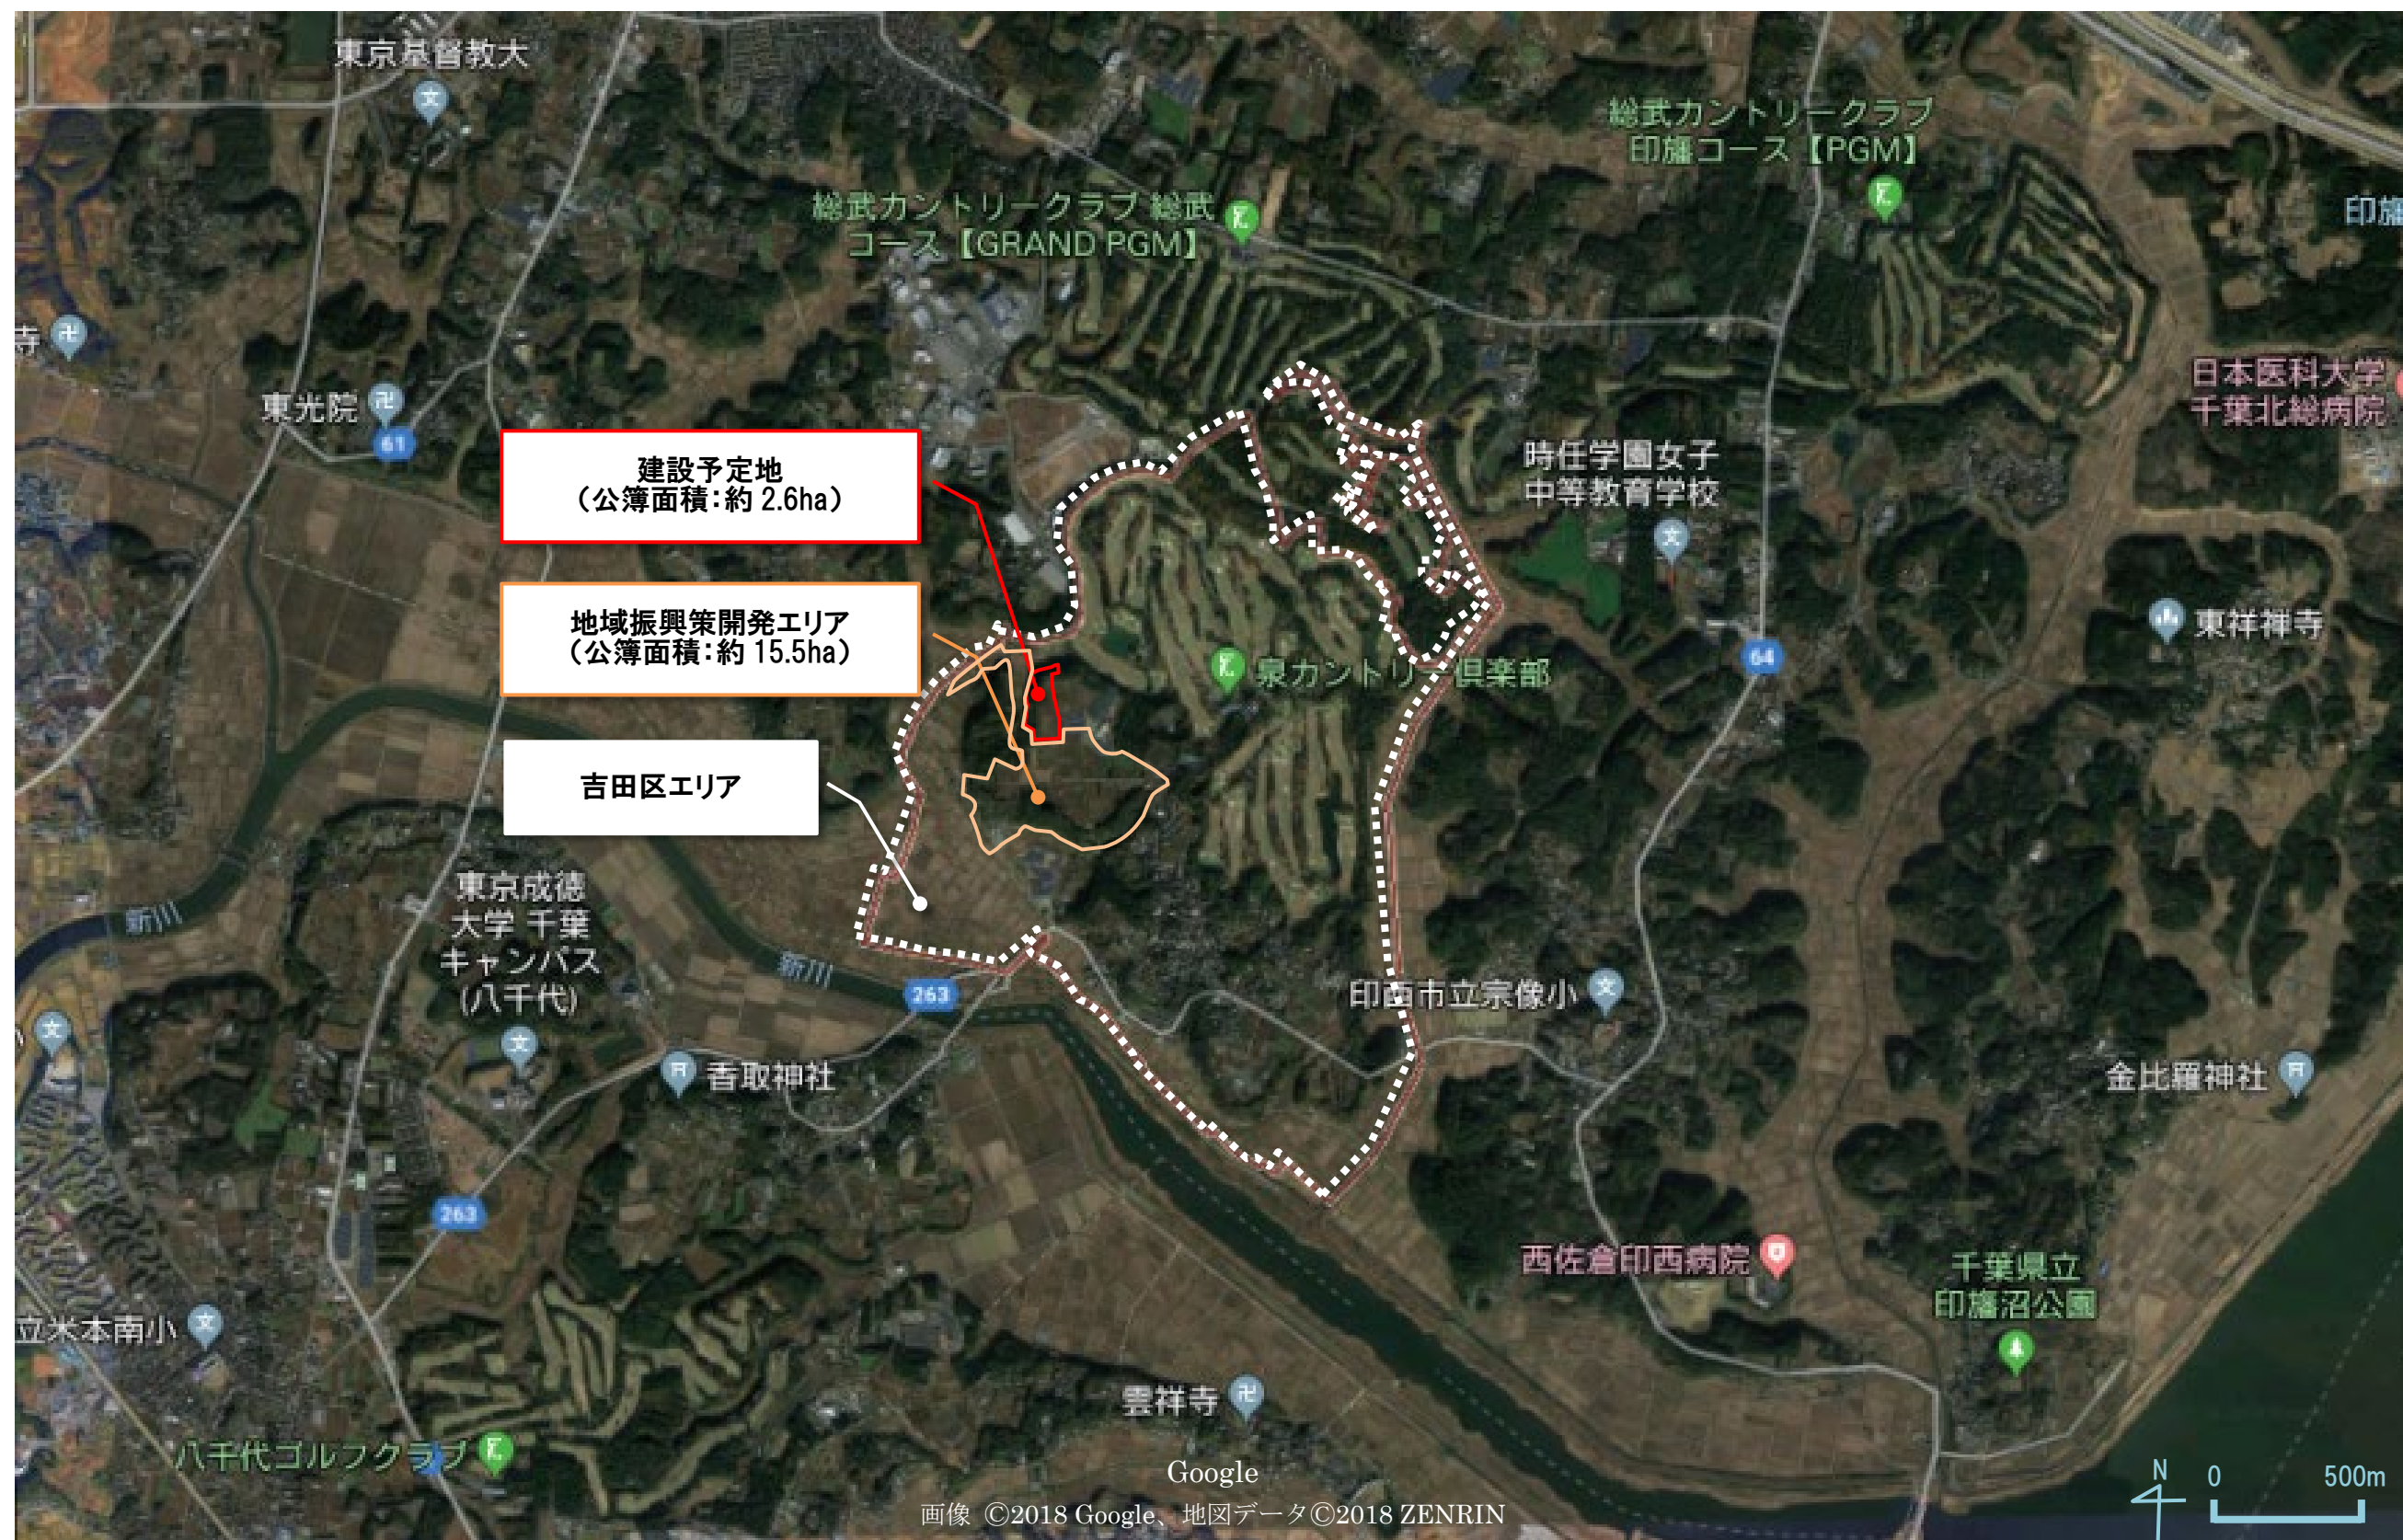 東京基督教大
総武カントリークラブ
印旛コース【PGM】
総武カントリークラブ 総武
コース【GRAND PGM】
印旛
寺
日本医科大学
千葉北総病院
東光院
61
建設予定地
（公簿面積：約 2.6ha）
時任学園女子
中等教育学校
地域振興策開発エリア
（公簿面積：約 15.5ha）
東祥禅寺
64
泉カントリー倶楽部
吉田区エリア
東京成徳
大学 千葉
キャンパス
(八千代)
新川
新川
263
印西市立宗像小
香取神社
金比羅神社
263
西佐倉印西病院
千葉県立
印旛沼公園
立米本南小
雲祥寺
八千代ゴルフクラブ
Google
画像 ©2018 Google、地図データ©2018 ZENRIN
N
0 500m